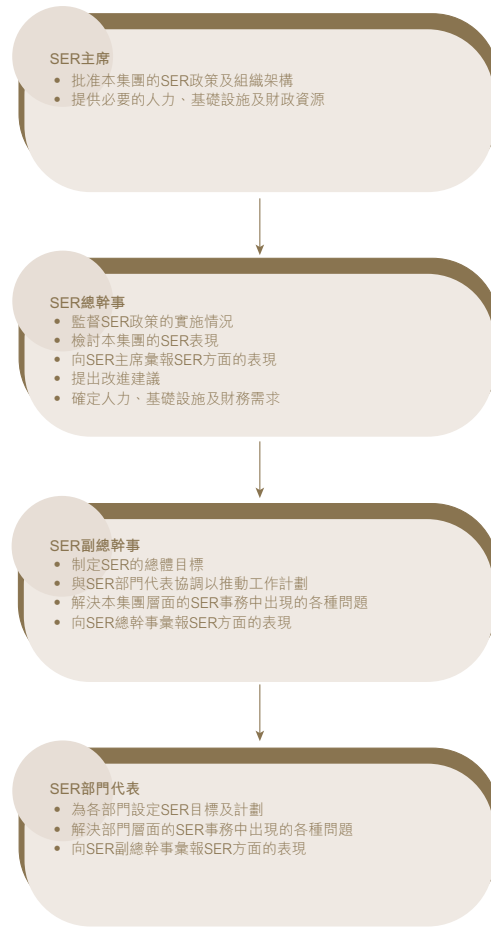 SER主席
• 批准本集團的SER政策及組織架構
• 提供必要的人力、基礎設施及財政資源
SER總幹事
• 監督SER政策的實施情況
• 檢討本集團的SER表現
• 向SER主席彙報SER方面的表現
• 提出改進建議
• 確定人力、基礎設施及財務需求
SER副總幹事
• 制定SER的總體目標
• 與SER部門代表協調以推動工作計劃
• 解決本集團層面的SER事務中出現的各種問題
• 向SER總幹事彙報SER方面的表現
SER部門代表
• 為各部門設定SER目標及計劃
• 解決部門層面的SER事務中出現的各種問題
• 向SER副總幹事彙報SER方面的表現